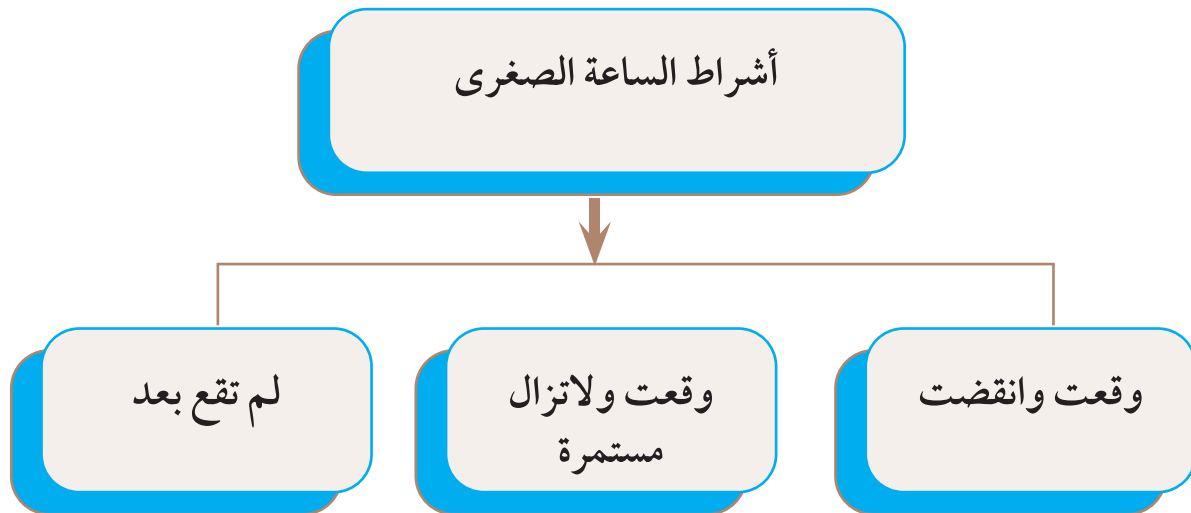 أشراط الساعة الصغرى
وقعت وانقضت
وقعت ولاتزال
مستمرة
لم تقع بعد